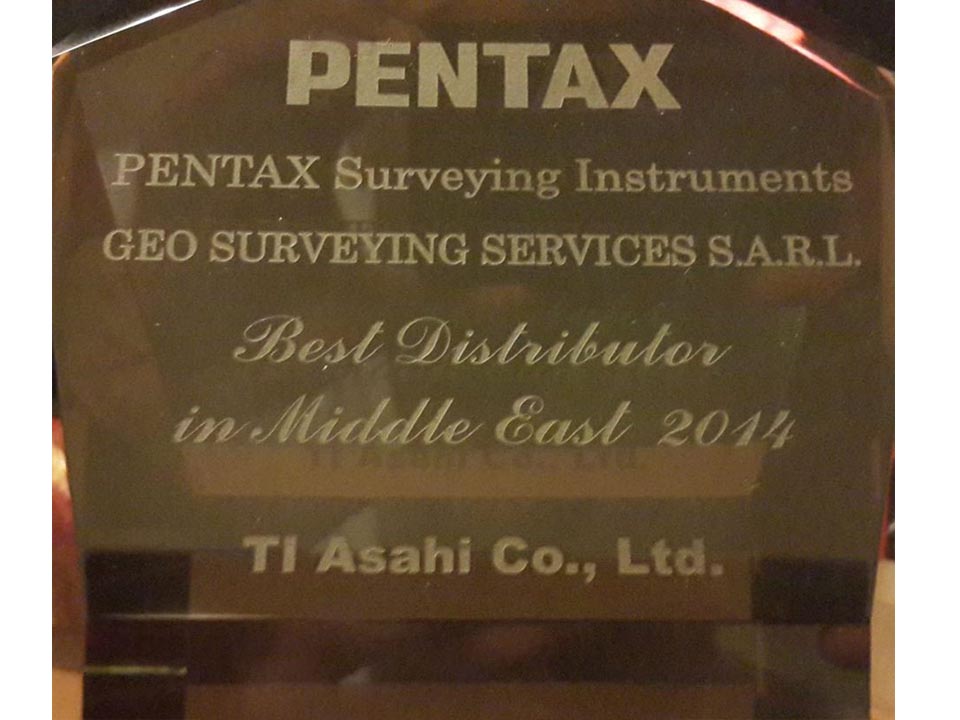 PENTAX
PENTAX Surveying Instruments
GEO SURVEYING SERVICES S.A.R.L.
Best Distributor
in Middle East 2014
TI Asahi Co., Ltd.